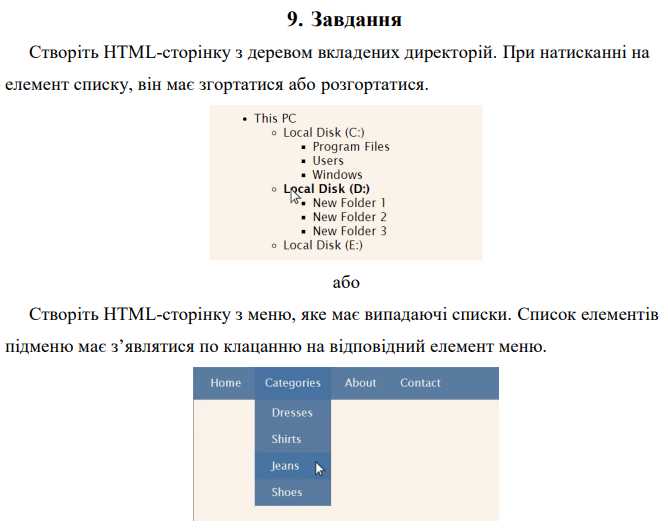 9. Завдання
Створіть HTML-сторінку з деревом вкладених директорій. При натисканні на
елемент списку, він має згортатися або розгортатися.
This PC
Local Disk (C:)
Program Files
Users
Windows
Local Disk (D:)
New Folder 1
New Folder 2
New Folder 3
Local Disk (E:)
або
Створіть HTML-сторінку з меню, яке має випадаючі списки. Список елементів
підменю має з’являтися по клацанню на відповідний елемент меню.
Home Categories About Contact
Dresses
Shirts
Jeans
Shoes